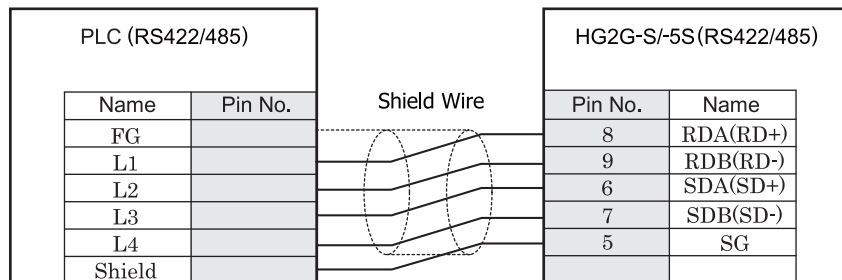 PLC (RS422/485)
HG2G-S/-5S(RS422/485)
Shield Wire
Name Pin No.
FG
L1
L2
L3
L4
Shield
Pin No. Name
8 RDA(RD+)
9 RDB(RD-)
6 SDA(SD+)
7 SDB(SD-)
5 SG